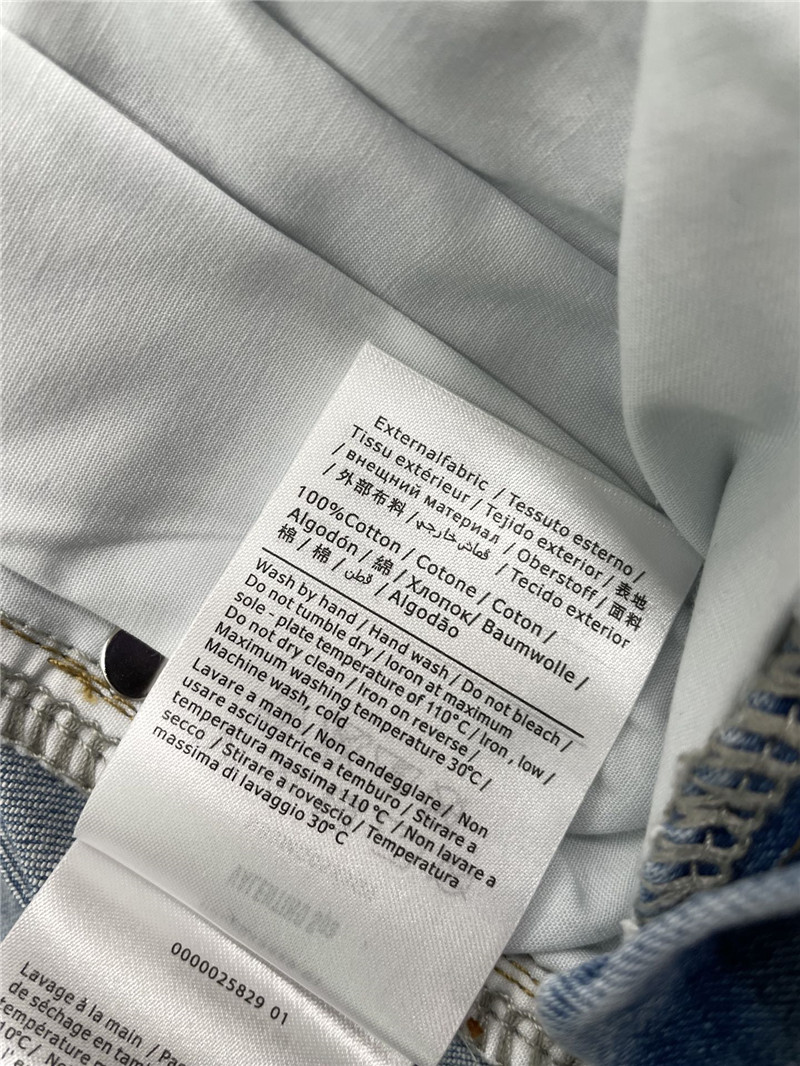 Externalfabric / Tessuto esterno /
Tissu extérieur / Tejido exterior / 表地
/ внешний материал / Oberstoff / 面料
/ 外部布料 / قماش خارجي / Tecido exterior
100%Cotton / Cotone / Coton /
Algodón / 綿 / Хлопок/ Baumwolle /
棉 / 棉 / قطن / Algodão
Wash by hand / Hand wash / Do not bleach /
Do not tumble dry / Ioron at maximum
sole - plate temperature of 110°C / Iron , low /
Do not dry clean / Iron on reverse /
Maximum washing temperature 30°C /
Machine wash, cold
Lavare a mano / Non candeggiare / Non
usare asciugatrice a temburo / Stirare a
temperatura massima 110 °C / Non lavare a
secco / Stirare a rovescio / Temperatura
massima di lavaggio 30°C
0000025829 01
Lavage à la main / Pa
de séchage en tam
température m
10°C / Ne
l'e